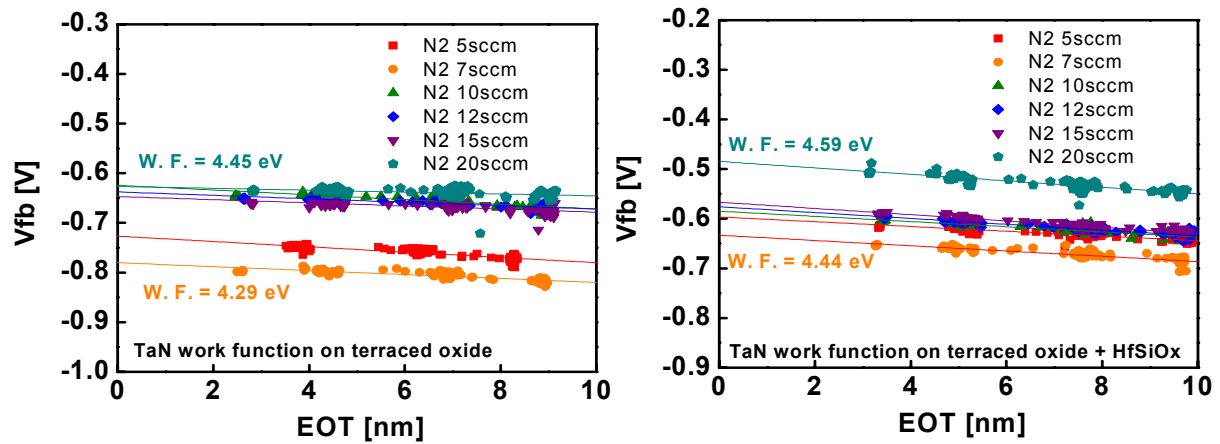 -0.3
-0.4
-0.5
-0.6
-0.7
-0.8
-0.9
-1.0
Vfb [V]
N2 5sccm
N2 7sccm
N2 10sccm
N2 12sccm
N2 15sccm
N2 20sccm
W. F. = 4.45 eV
W. F. = 4.29 eV
TaN work function on terraced oxide
0 2 4 6 8 10
EOT [nm]
-0.2
-0.3
-0.4
-0.5
-0.6
-0.7
-0.8
-0.9
Vfb [V]
N2 5sccm
N2 7sccm
N2 10sccm
N2 12sccm
N2 15sccm
N2 20sccm
W. F. = 4.59 eV
W. F. = 4.44 eV
TaN work function on terraced oxide + HfSiOx
0 2 4 6 8 10
EOT [nm]